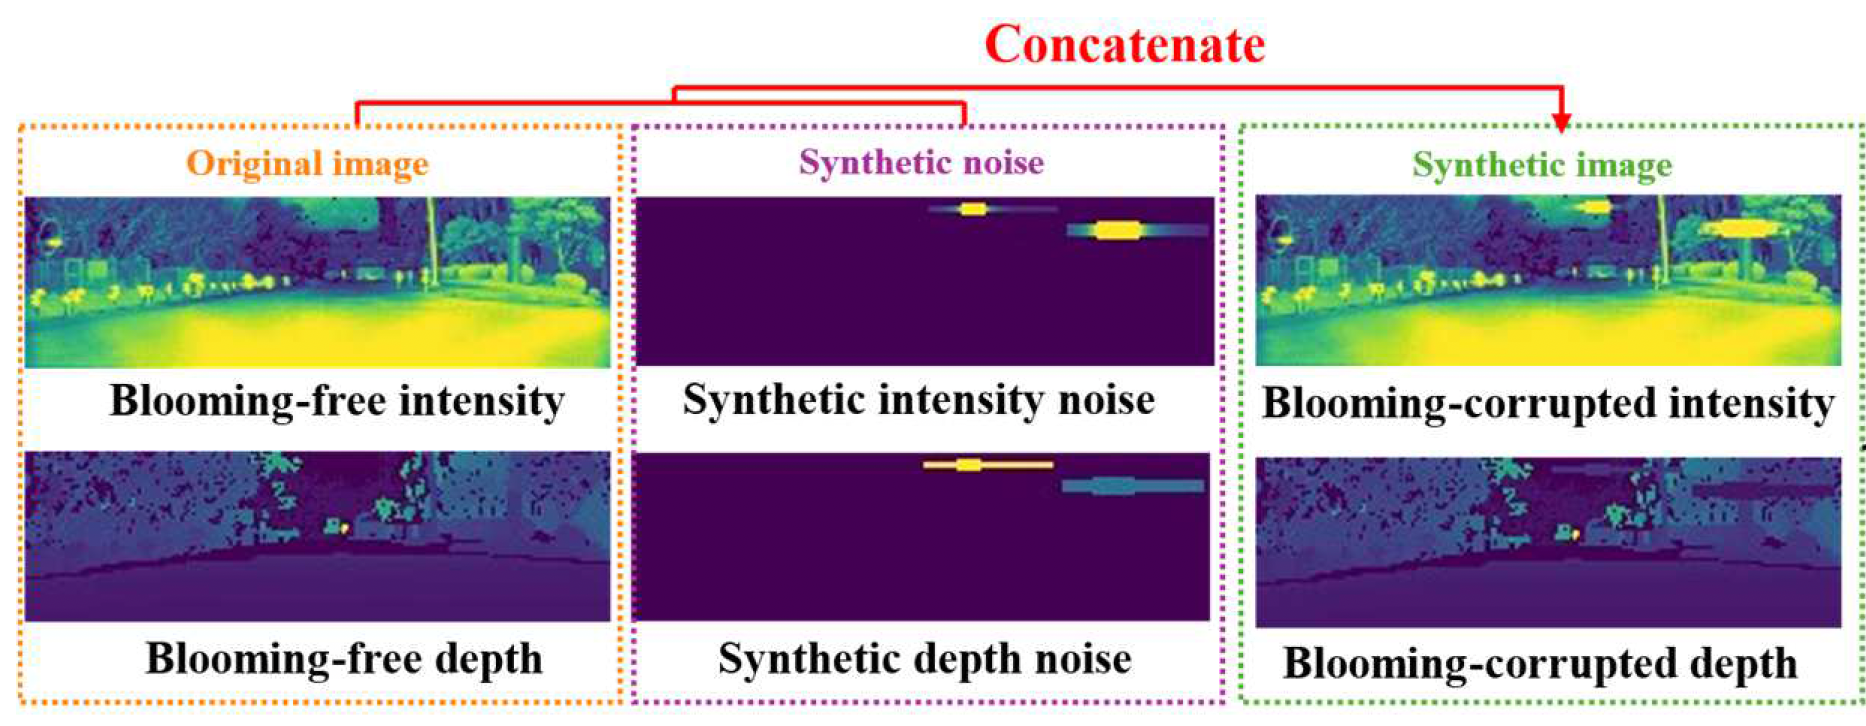 Concatenate
Original image
Blooming-free intensity
Blooming-free depth
Synthetic noise
Synthetic intensity noise
Synthetic depth noise
Synthetic image
Blooming-corrupted intensity
Blooming-corrupted depth